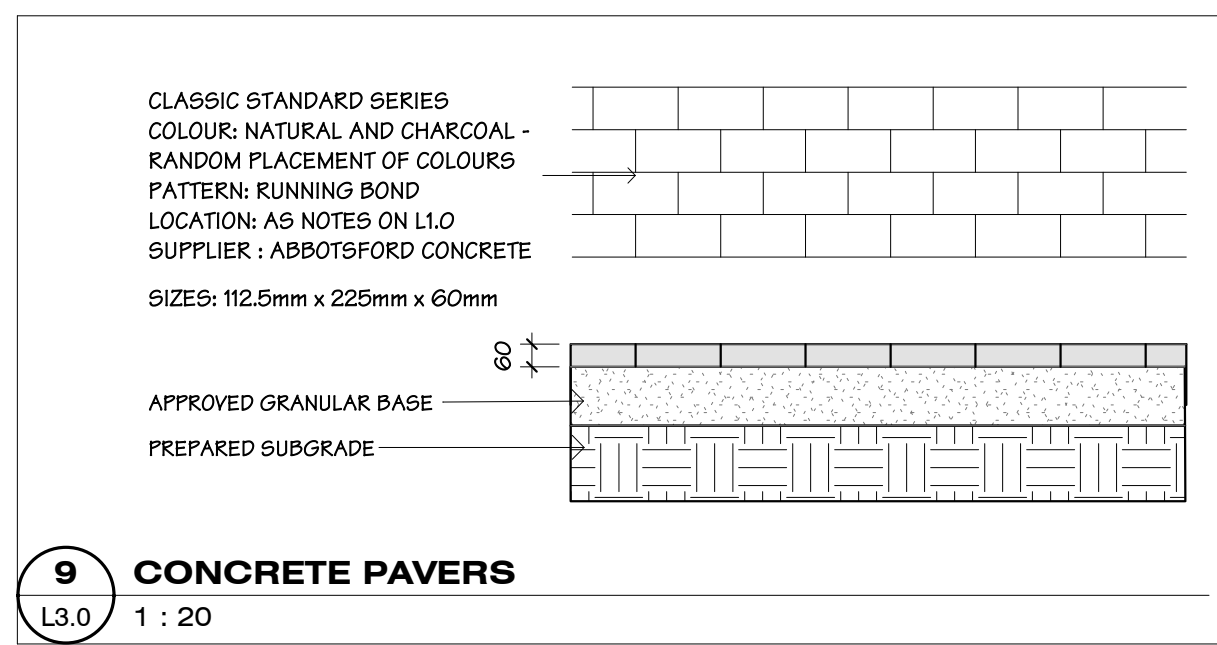 CLASSIC STANDARD SERIES
COLOUR: NATURAL AND CHARCOAL -
RANDOM PLACEMENT OF COLOURS
PATTERN: RUNNING BOND
LOCATION: AS NOTES ON L1.0
SUPPLIER : ABBOTSFORD CONCRETE
SIZES: 112.5mm x 225mm x 60mm
60
APPROVED GRANULAR BASE
PREPARED SUBGRADE
9
CONCRETE PAVERS
L3.0
1 : 20